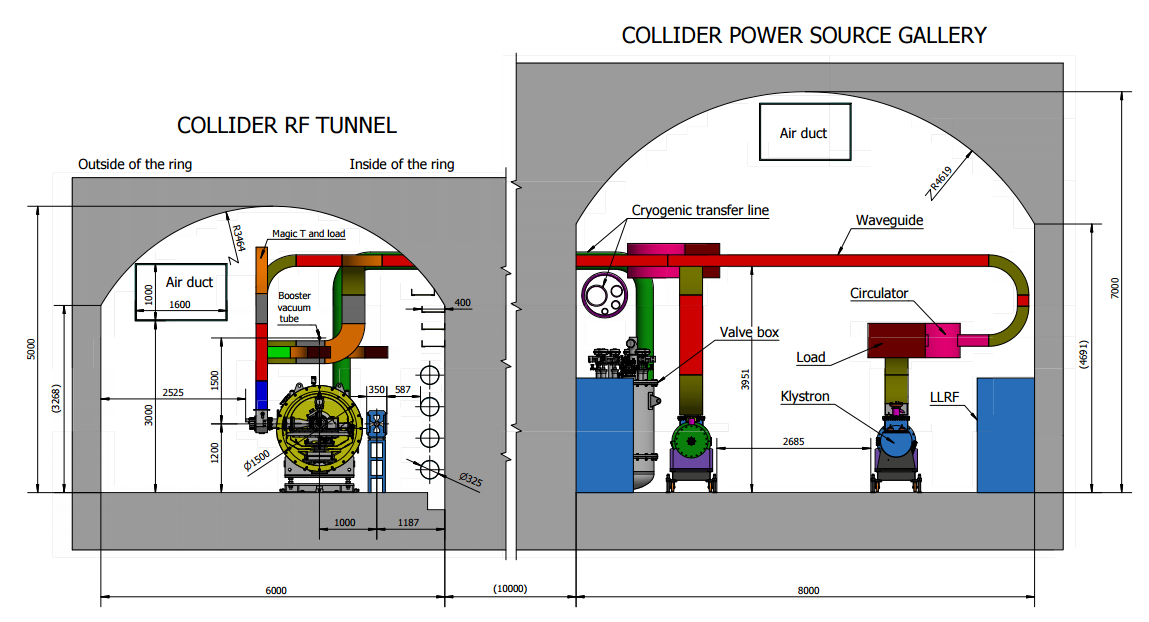 COLLIDER POWER SOURCE GALLERY
COLLIDER RF TUNNEL
Outside of the ring
Inside of the ring
Air duct
R4619
Cryogenic transfer line
Waveguide
R3464
Magic T and load
Air duct
1000
1600
Booster
vacuum
tube
400
Circulator
Valve box
Load
Klystron
LLRF
5000
(3268)
3000
2525
1500
1200
350
587
Ø1500
Ø325
1000
1187
3951
2685
7000
(4691)
6000
(10000)
8000